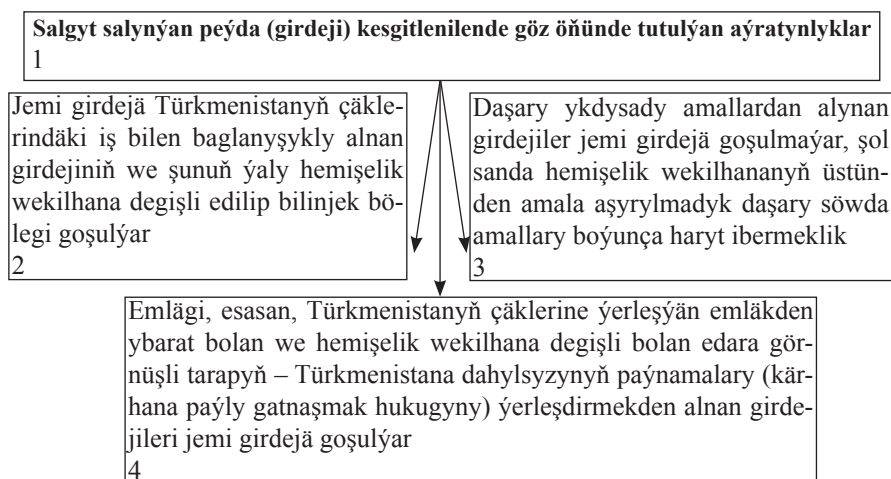 Salgyt salynýan peýda (girdeji) kesgitlenilende göz öňünde tutulýan aýratynlyklar
1
Jemi girdejä Türkmenistanyň çäkle-
rindäki iş bilen baglanyşykly alnan
girdejiniň we şunuň ýaly hemişelik
wekilhana degişli edilip bilinjek bö-
legi goşulýar
2
Daşary ykdysady amallardan alynan
girdejiler jemi girdejä goşulmaýar, şol
sanda hemişelik wekilhananyň üstün-
den amala aşyrylmadyk daşary söwda
amallary boýunça haryt ibermeklik
3
Emlägi, esasan, Türkmenistanyň çäklerine ýerleşýän emläkden
ybarat bolan we hemişelik wekilhana degişli bolan edara gör-
nüşli tarapyň – Türkmenistana dahylsyzynyň paýnamalary (kär-
hana paýly gatnaşmak hukugyny) ýerleşdirmekden alnan girde-
jileri jemi girdejä goşulýar
4